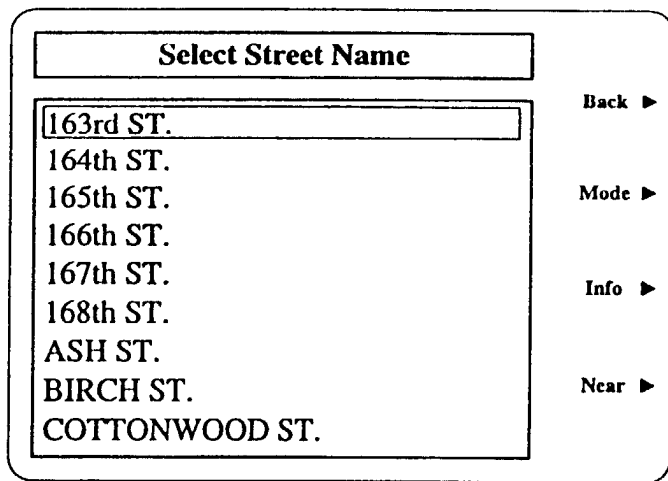 Select Street Name
163rd ST.
164th ST.
165th ST.
166th ST.
167th ST.
168th ST.
ASH ST.
BIRCH ST.
COTTONWOOD ST.
Back
Mode
Info
Near